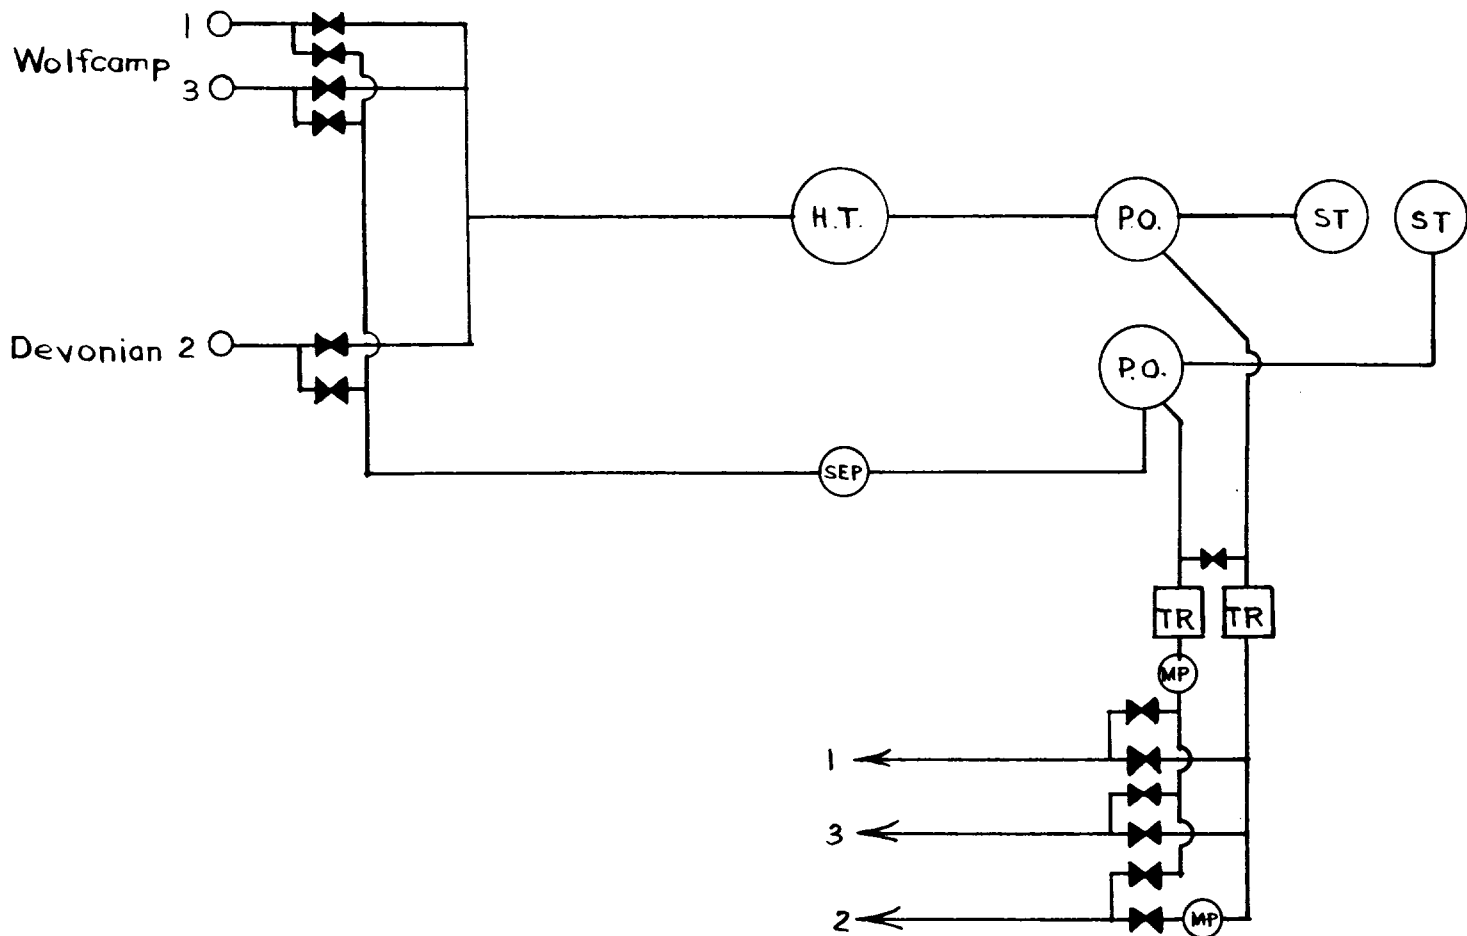 1
Wolfcamp
3
H.T.
P.O.
ST
ST
Devonian 2
P.O.
SEP
TR
TR
MP
1
3
2
MP